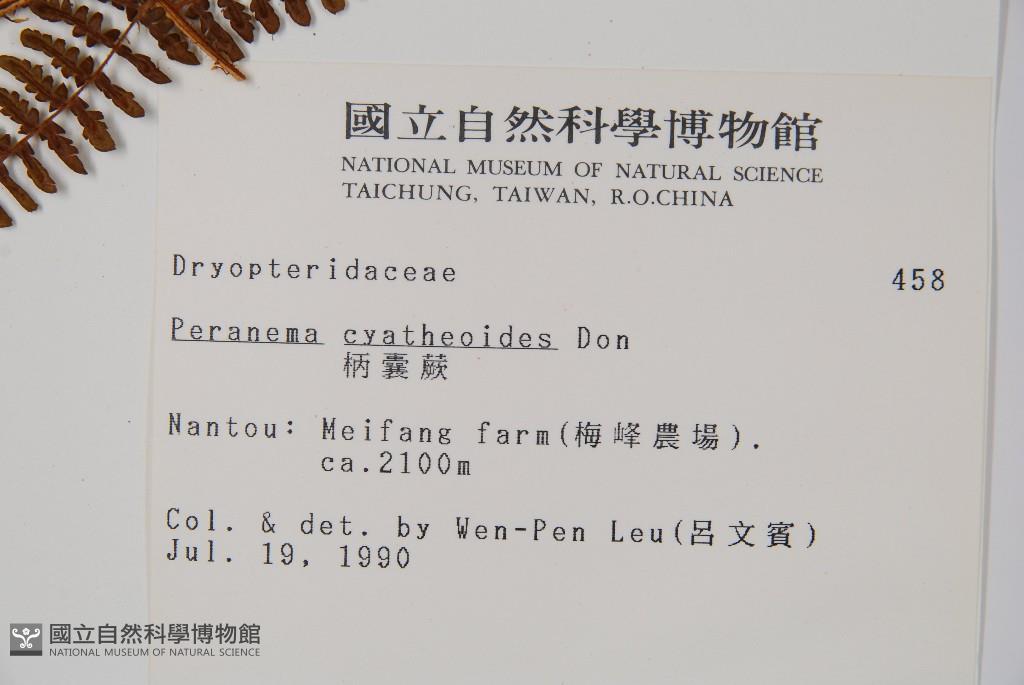 國立自然科學博物館
NATIONAL MUSEUM OF NATURAL SCIENCE
TAICHUNG, TAIWAN, R.O.CHINA
Dryopteridaceae 458
Peranema cyatheoides Don
柄囊蕨
Nantou: Meifang farm(梅峰農場).
ca.2100m
Col. & det. by Wen-Pen Leu(呂文賓)
Jul. 19, 1990
國立自然科學博物館
NATIONAL MUSEUM OF NATURAL SCIENCE